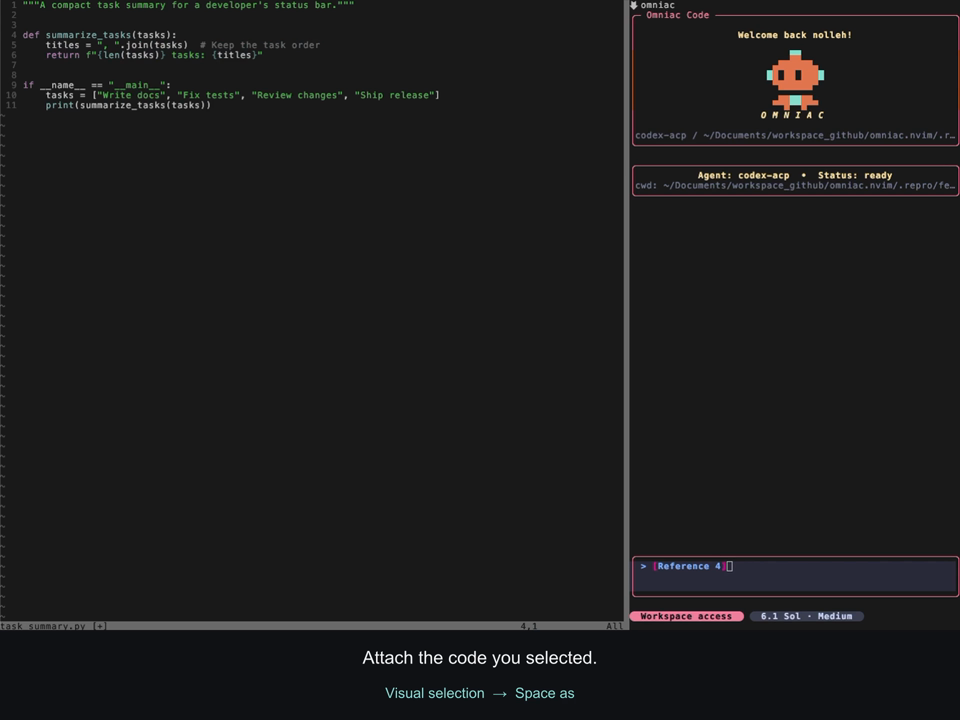 1 """A compact task summary for a developer's status bar."""
2
3
4 def summarize_tasks(tasks):
5     titles = ", ".join(tasks)  # Keep the task order
6     return f"{len(tasks)} tasks: {titles}"
7
8
9 if __name__ == "__main__":
10     tasks = ["Write docs", "Fix tests", "Review changes", "Ship release"]
11     print(summarize_tasks(tasks))
task_summary.py [+] 4,1 All
omniac
Omniac Code
Welcome back nolleh!
O M N I A C
codex-acp / ~/Documents/workspace_github/omniac.nvim/.r…
Agent: codex-acp • Status: ready
cwd: ~/Documents/workspace_github/omniac.nvim/.repro/fe…
> [Reference 4]
Workspace access 6.1 Sol · Medium
Attach the code you selected.
Visual selection → Space as